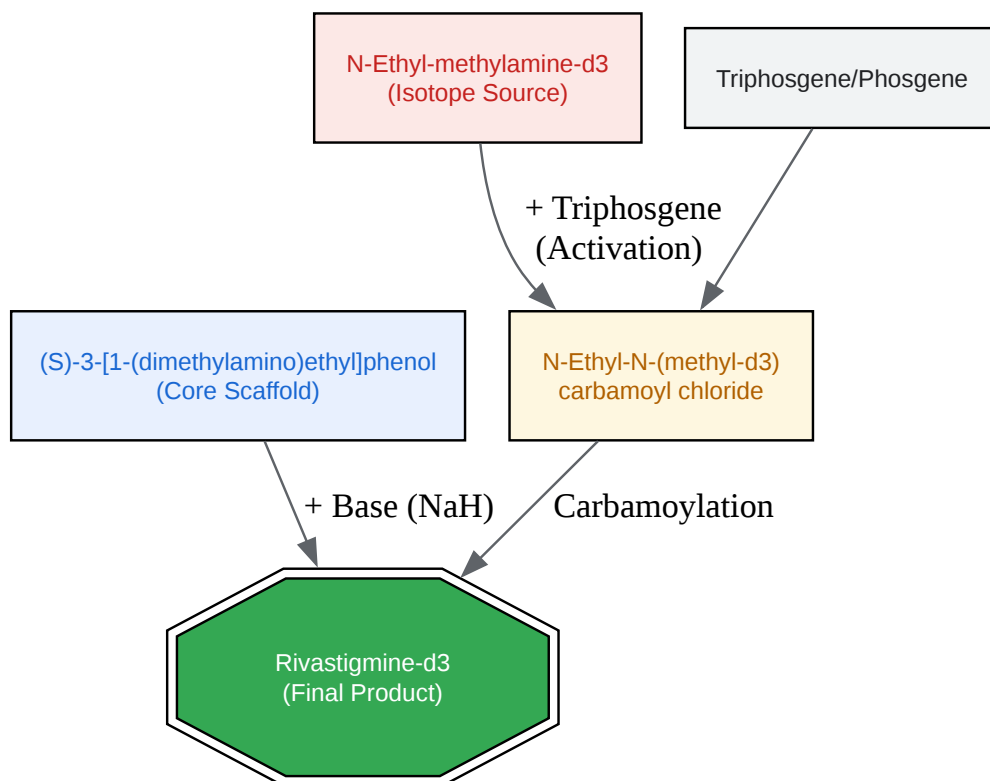 N-Ethyl-methylamine-d3
(Isotope Source)
Triphosgene/Phosgene
+ Triphosgene
(Activation)
(S)-3-[1-(dimethylamino)ethyl]phenol
(Core Scaffold)
N-Ethyl-N-(methyl-d3)
carbamoyl chloride
+ Base (NaH)
Carbamoylation
Rivastigmine-d3
(Final Product)